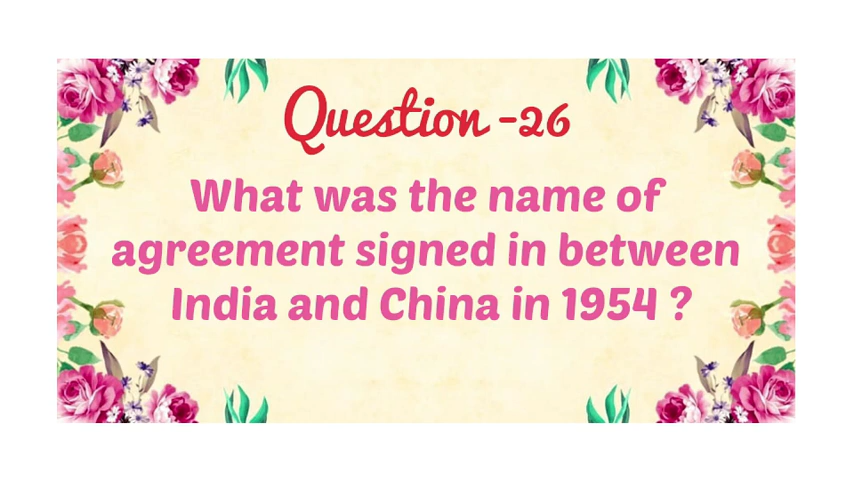 Question -26
What was the name of
agreement signed in between
India and China in 1954 ?